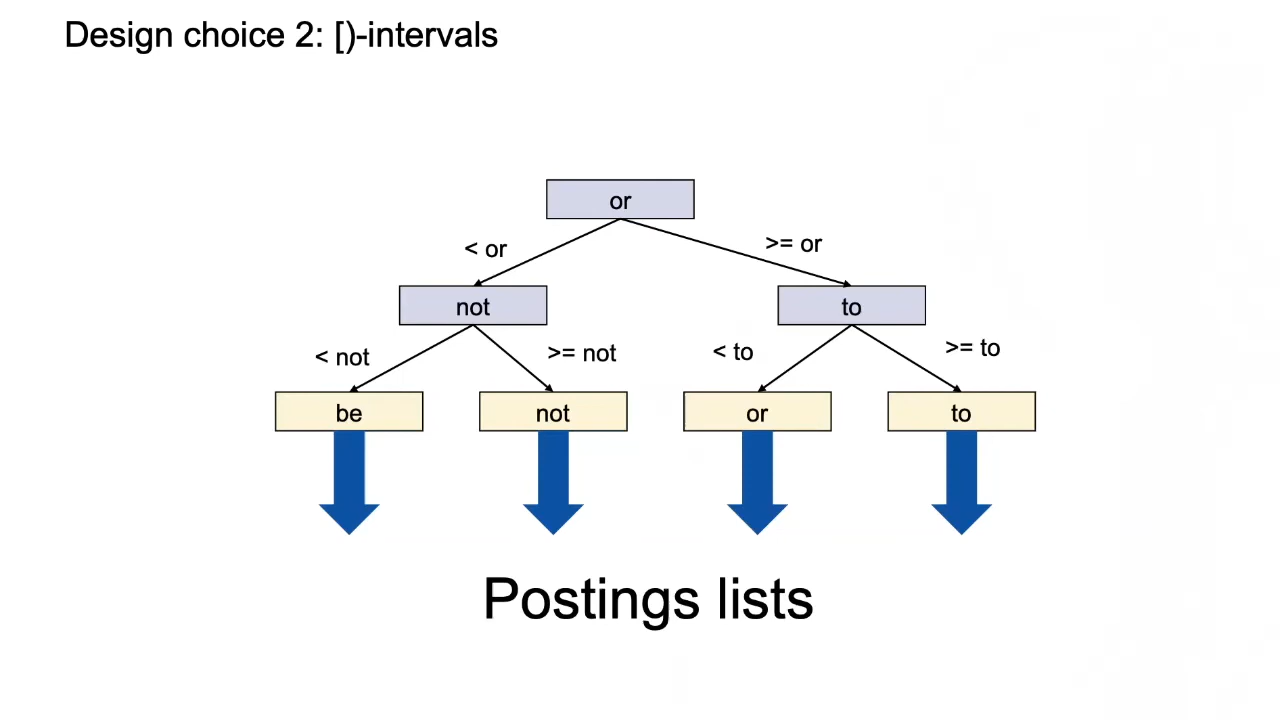 Design choice 2: [)-intervals
or
< or
>= or
not
to
< not
>= not
< to
>= to
be
not
or
to
Postings lists